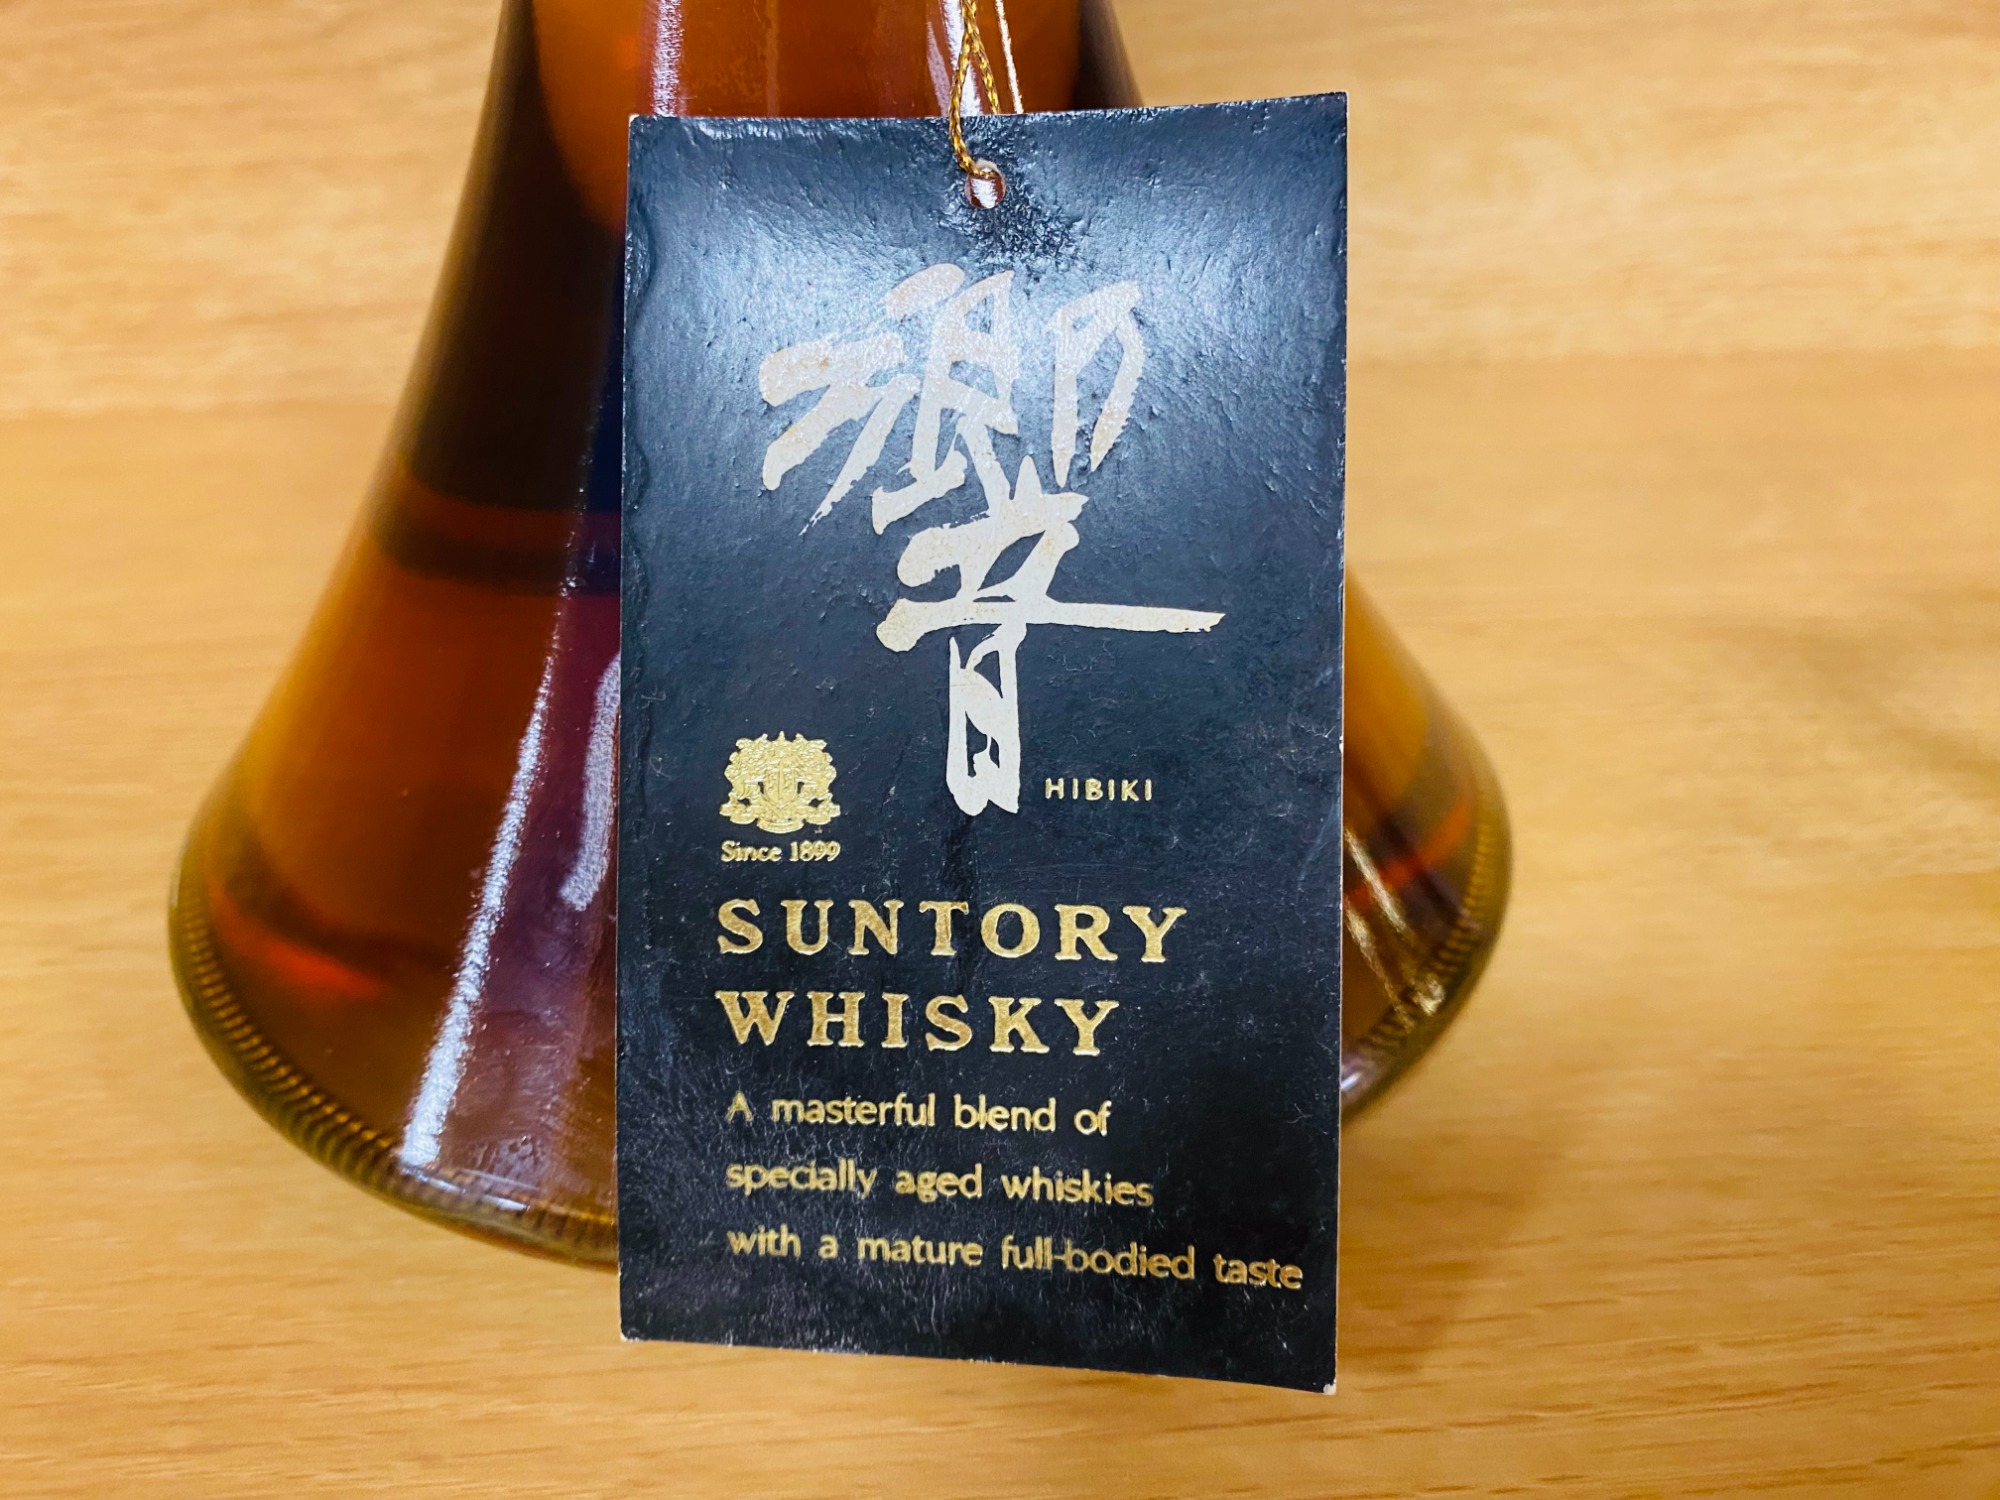 響
HIBIKI
Since 1899
SUNTORY
WHISKY
A masterful blend of
specially aged whiskies
with a mature full-bodied taste